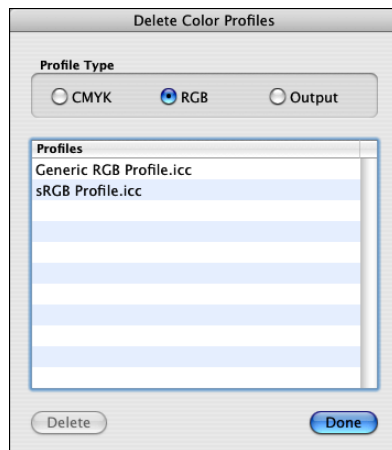 Delete Color Profiles
Profile Type
CMYK RGB Output
Profiles
Generic RGB Profile.icc
sRGB Profile.icc
Delete Done